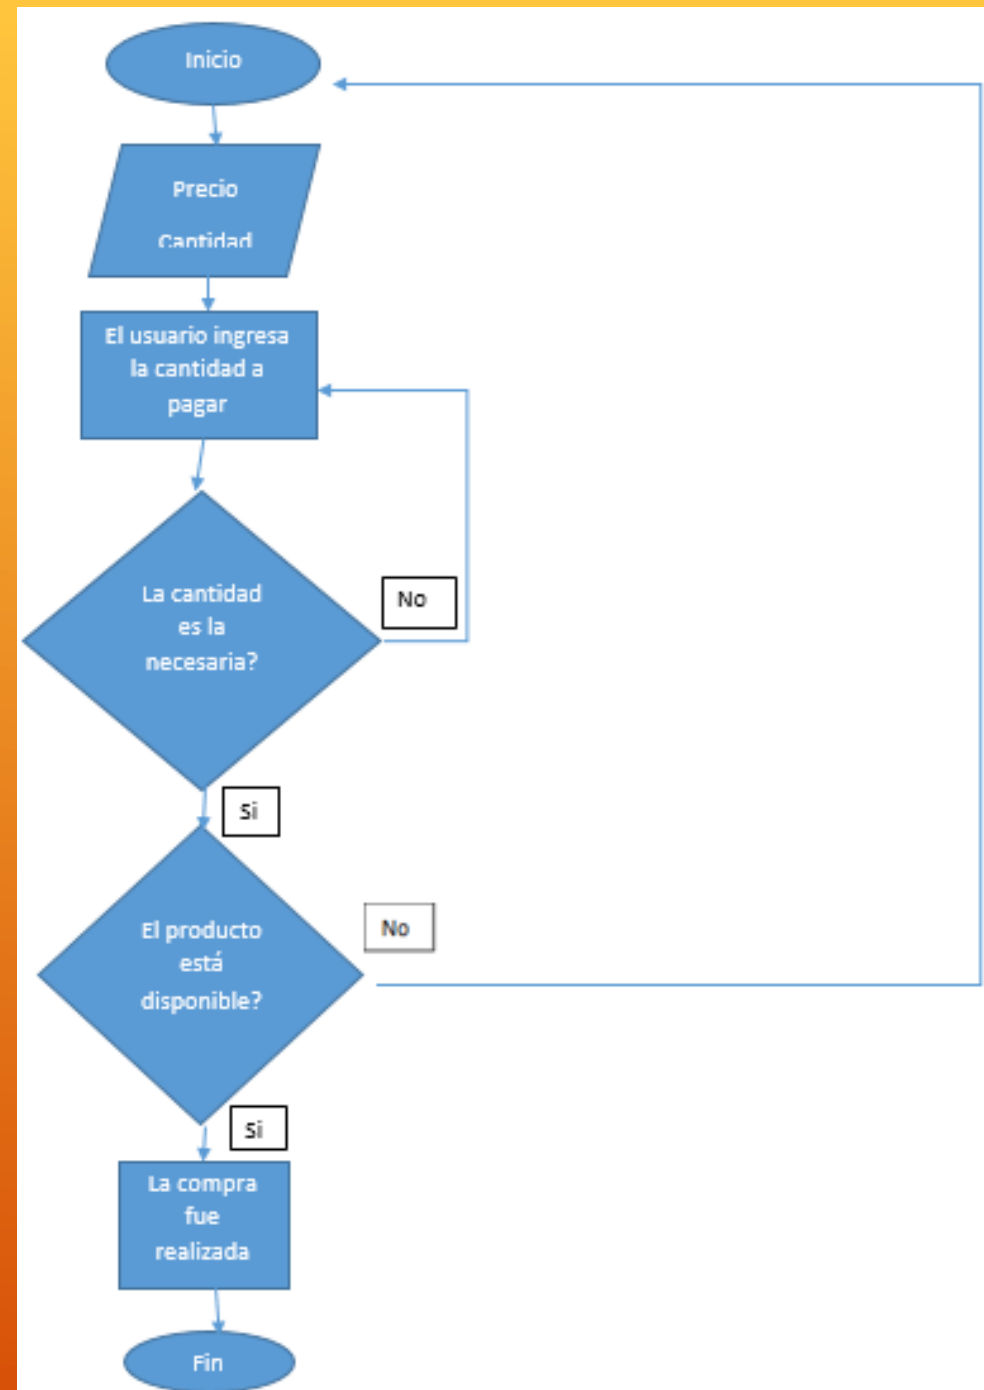 Inicio
Precio
Cantidad
El usuario ingresa
la cantidad a
pagar
La cantidad
es la
necesaria?
No
Si
El producto
está
disponible?
No
Si
La compra
fue
realizada
Fin